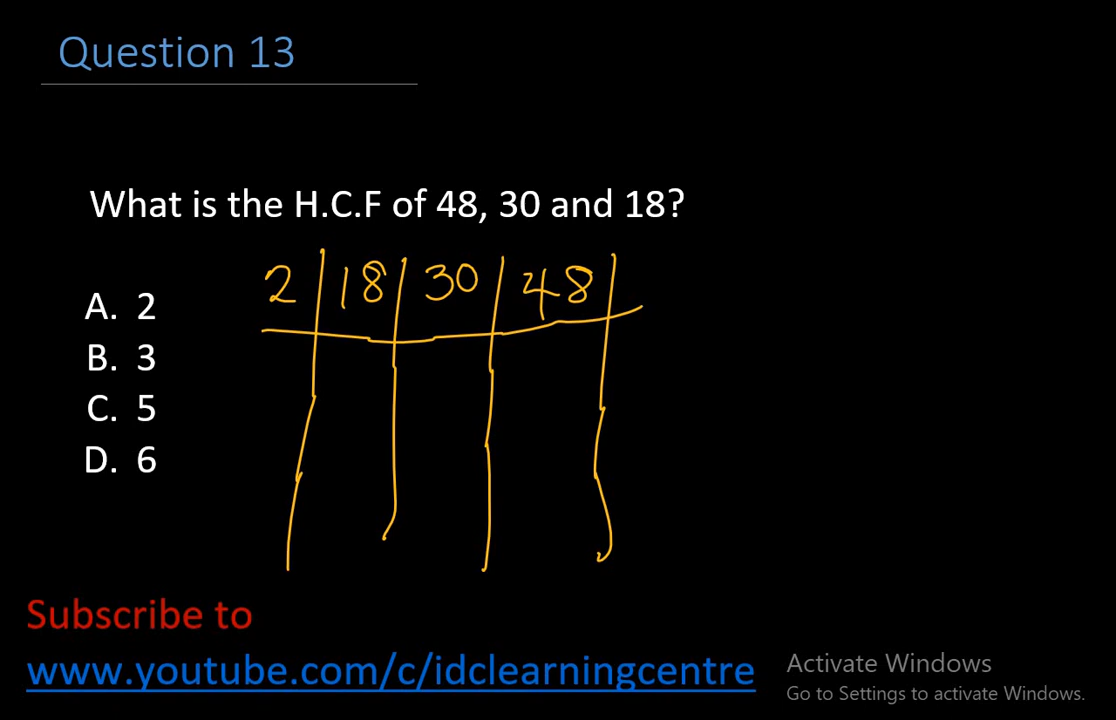 Question 13
What is the H.C.F of 48, 30 and 18?
2 18 30 48
A. 2
B. 3
C. 5
D. 6
Subscribe to
www.youtube.com/c/idclearningcentre
Activate Windows
Go to Settings to activate Windows.